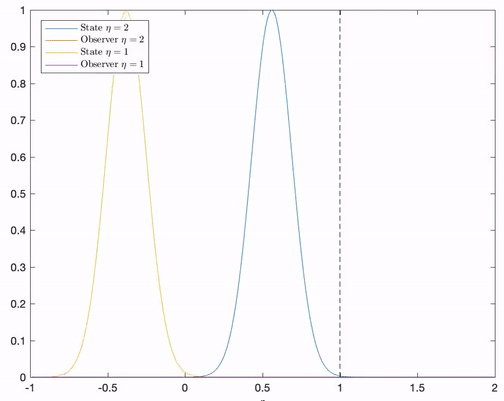 State η = 2
Observer η = 2
State η = 1
Observer η = 1
1
0.9
0.8
0.7
0.6
0.5
0.4
0.3
0.2
0.1
0
-1 -0.5 0 0.5 1 1.5 2